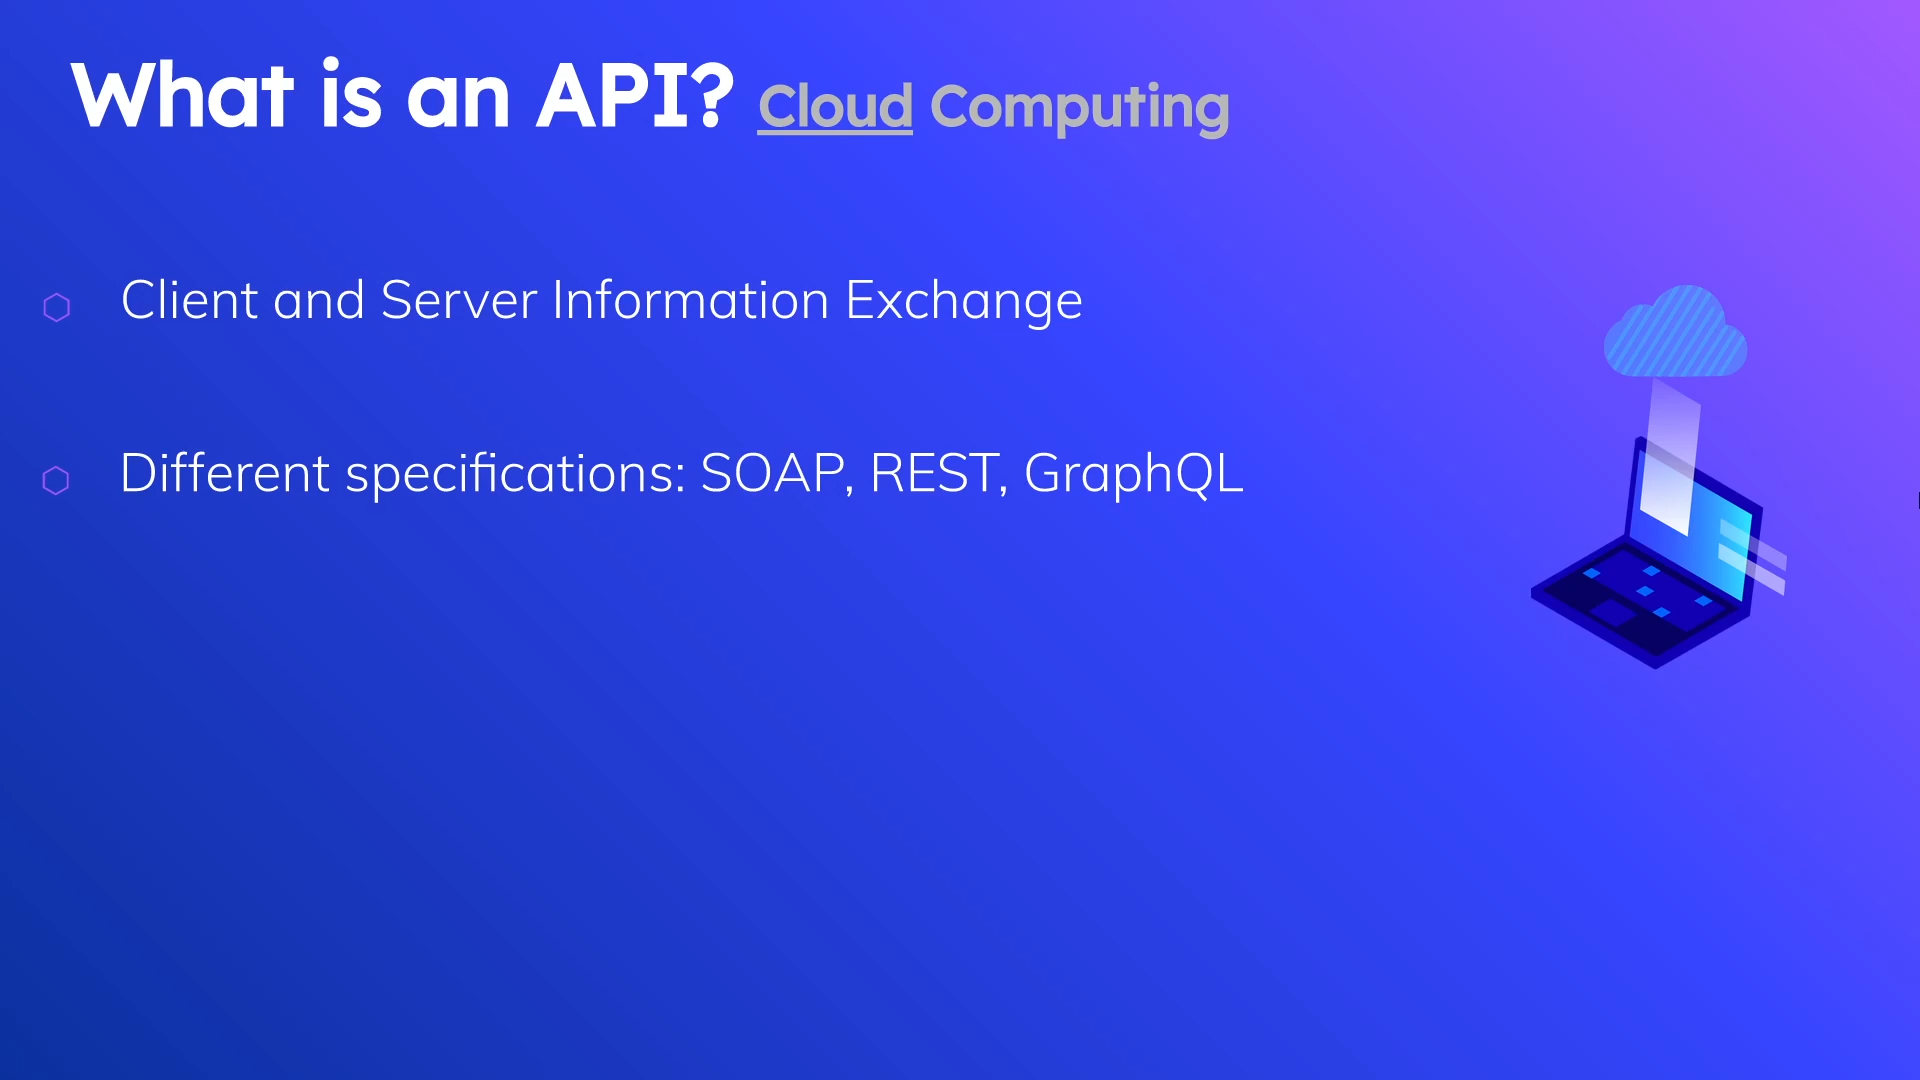 What is an API? Cloud Computing
Client and Server Information Exchange
Different specifications: SOAP, REST, GraphQL